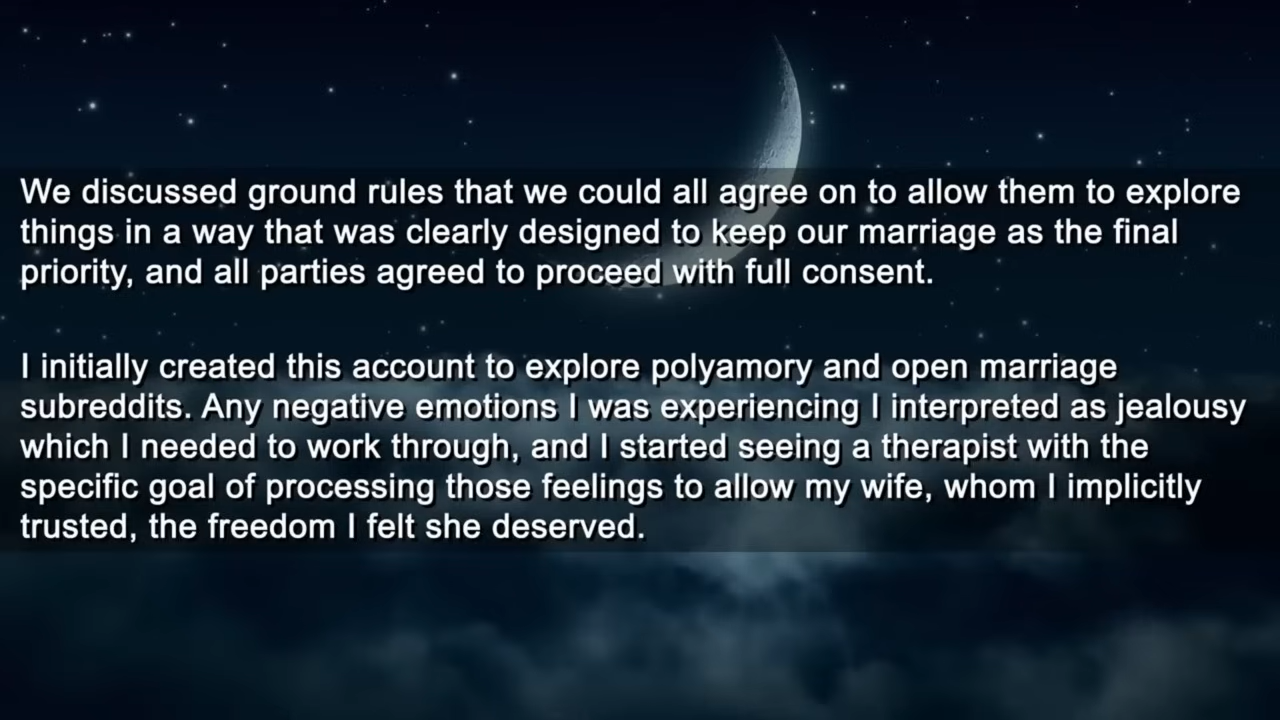 We discussed ground rules that we could all agree on to allow them to explore
things in a way that was clearly designed to keep our marriage as the final
priority, and all parties agreed to proceed with full consent.
I initially created this account to explore polyamory and open marriage
subreddits. Any negative emotions I was experiencing I interpreted as jealousy
which I needed to work through, and I started seeing a therapist with the
specific goal of processing those feelings to allow my wife, whom I implicitly
trusted, the freedom I felt she deserved.